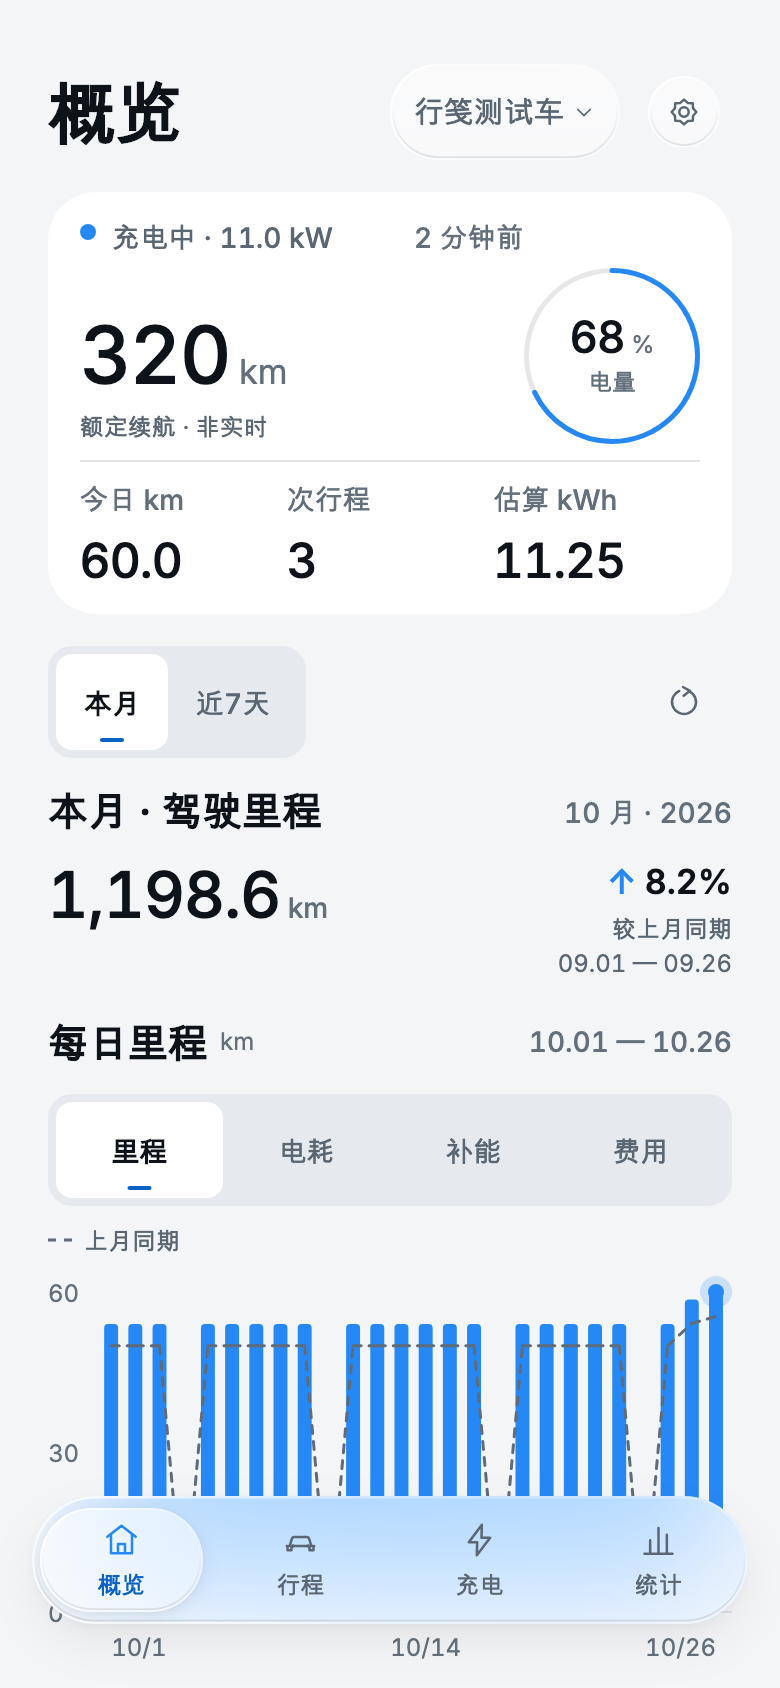 概览
行笺测试车
充电中 · 11.0 kW
2 分钟前
320 km
68 %
电量
额定续航 · 非实时
今日 km
次行程
估算 kWh
60.0
3
11.25
本月
近7天
本月 · 驾驶里程
10 月 · 2026
1,198.6 km
↑ 8.2%
较上月同期
09.01 — 09.26
每日里程 km
10.01 — 10.26
里程
电耗
补能
费用
上月同期
60
30
0
概览
行程
充电
统计
10/1
10/14
10/26